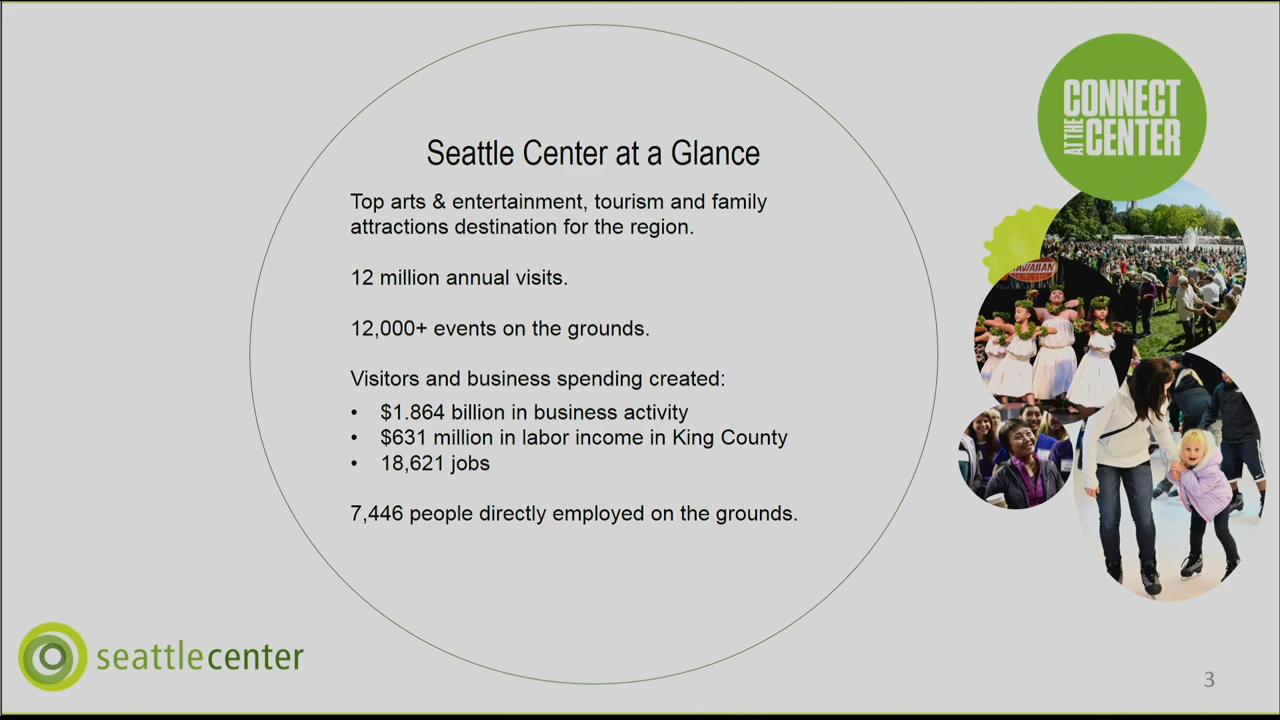 Seattle Center at a Glance
Top arts & entertainment, tourism and family
attractions destination for the region.
12 million annual visits.
12,000+ events on the grounds.
Visitors and business spending created:
• $1.864 billion in business activity
• $631 million in labor income in King County
• 18,621 jobs
7,446 people directly employed on the grounds.
CONNECT
AT THE
CENTER
HAWAIIAN
seattlecenter
3